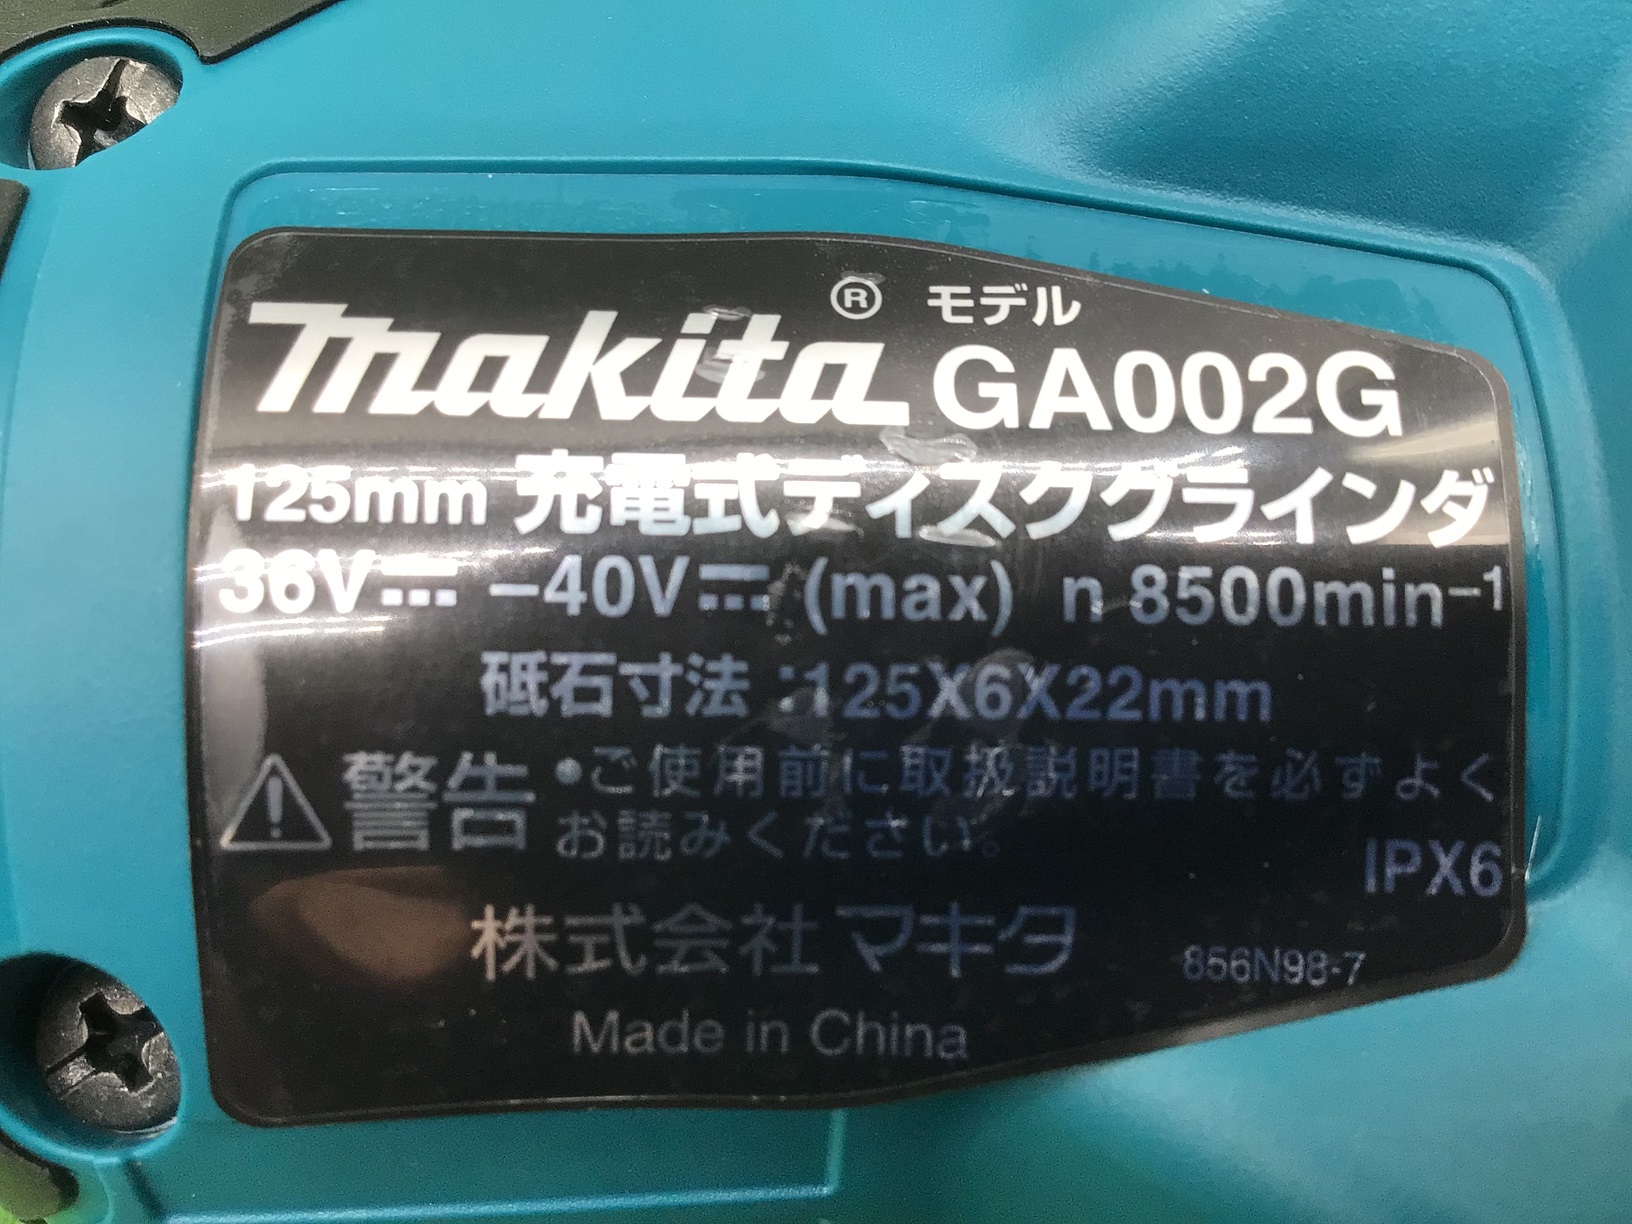 makita® モデル GA002G
125mm 充電式ディスクグラインダ
36V⎓ -40V⎓ (max) n 8500min⁻¹
砥石寸法:125X6X22mm
警告 •ご使用前に取扱説明書を必ずよく
お読みください。
IPX6
株式会社マキタ
856N98-7
Made in China